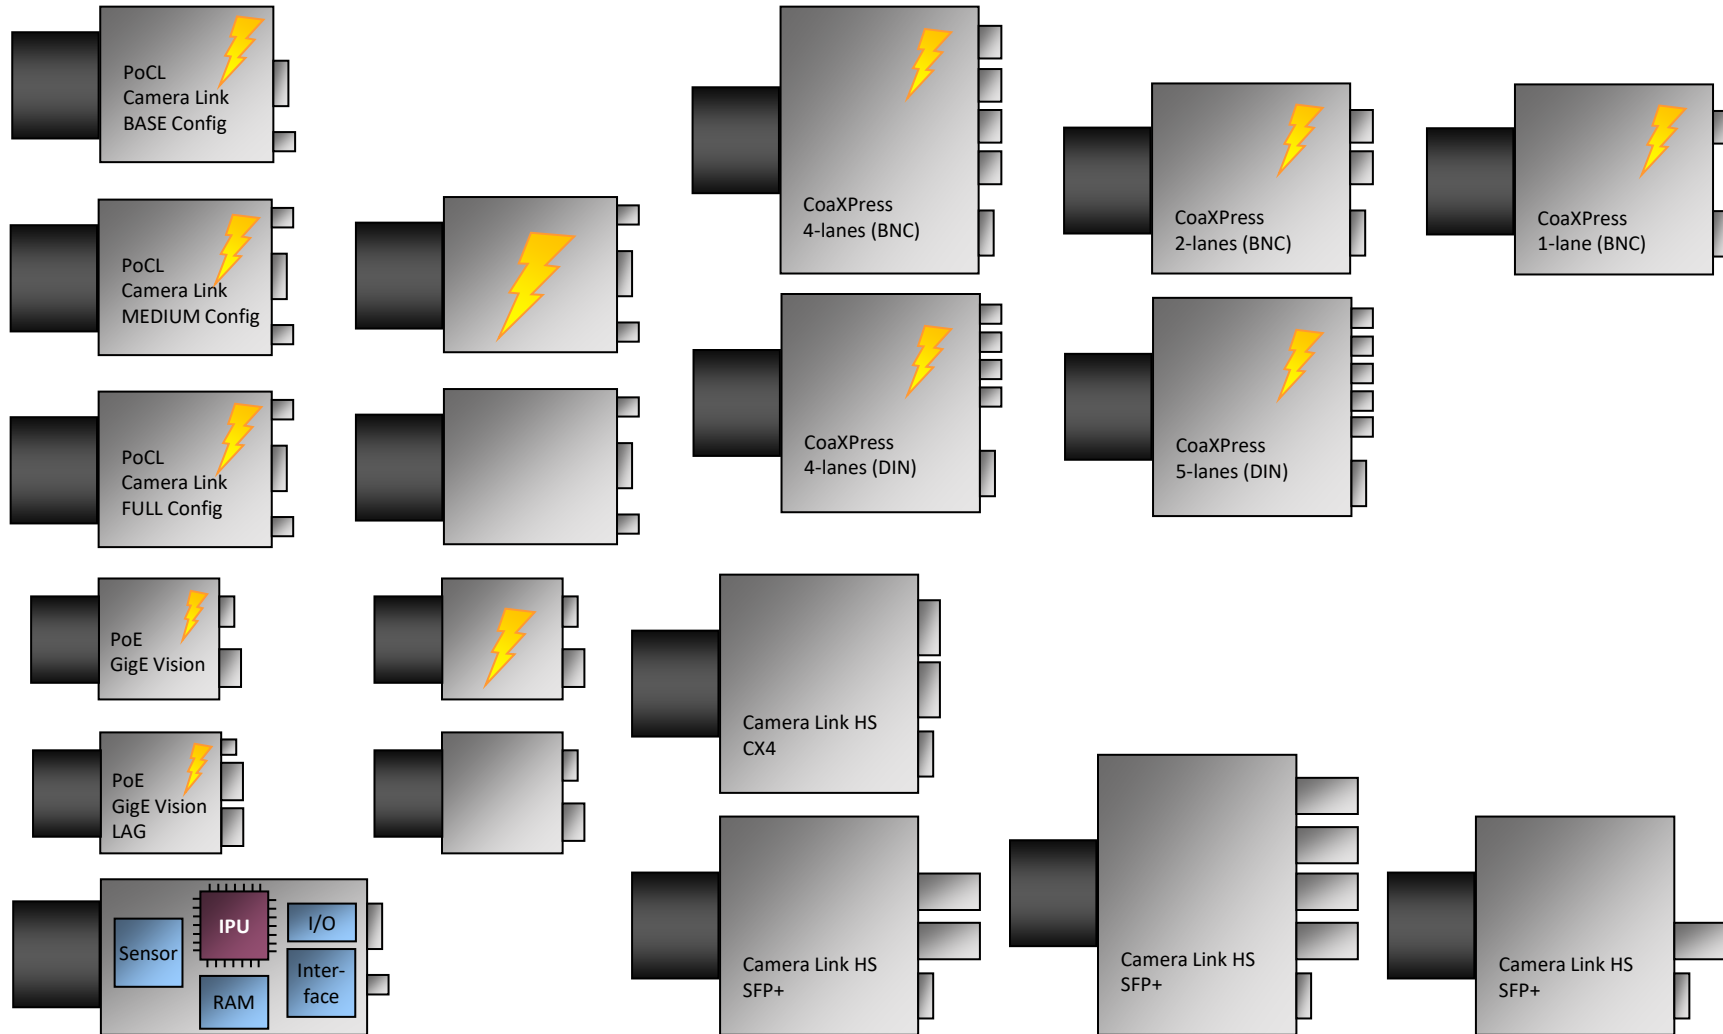 PoCL
Camera Link
BASE Config
CoaXPress
4-lanes (BNC)
CoaXPress
2-lanes (BNC)
CoaXPress
1-lane (BNC)
PoCL
Camera Link
MEDIUM Config
CoaXPress
4-lanes (DIN)
CoaXPress
5-lanes (DIN)
PoCL
Camera Link
FULL Config
PoE
GigE Vision
Camera Link HS
CX4
PoE
GigE Vision
LAG
Sensor
IPU
I/O
RAM
Inter-
face
Camera Link HS
SFP+
Camera Link HS
SFP+
Camera Link HS
SFP+